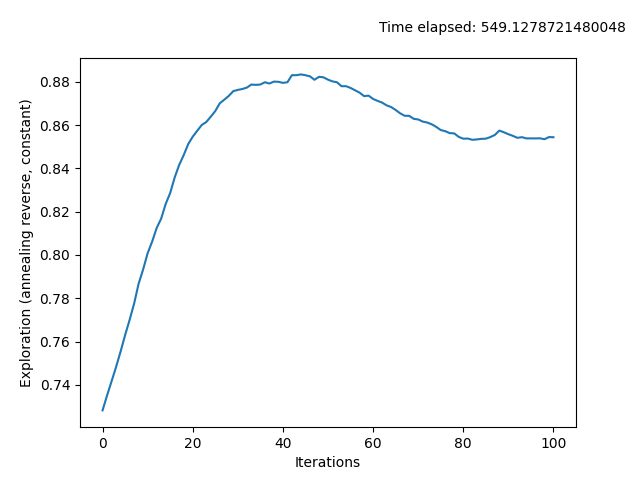 Time elapsed: 549.1278721480048
0.88
0.86
0.84
0.82
0.80
0.78
0.76
0.74
Exploration (annealing reverse, constant)
0 20 40 60 80 100
Iterations